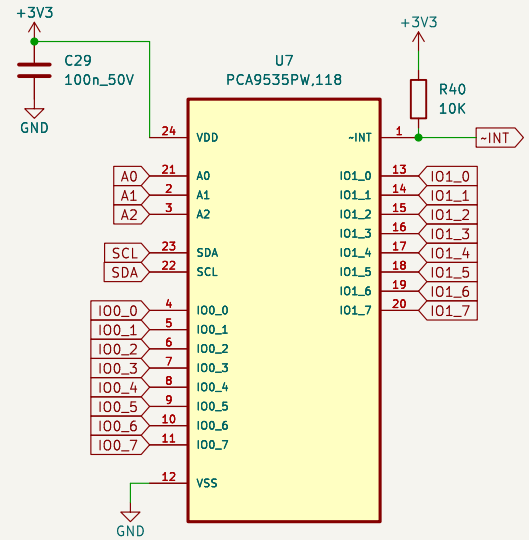 +3V3
C29
100n_50V
GND
U7
PCA9535PW,118
+3V3
R40
10K
24 VDD
~INT 1 ~INT
A0 21 A0
A1 2 A1
A2 3 A2
SCL 23 SDA
SDA 22 SCL
IO0_0 4 IO0_0
IO0_1 5 IO0_1
IO0_2 6 IO0_2
IO0_3 7 IO0_3
IO0_4 8 IO0_4
IO0_5 9 IO0_5
IO0_6 10 IO0_6
IO0_7 11 IO0_7
12 VSS
GND
IO1_0 13 IO1_0
IO1_1 14 IO1_1
IO1_2 15 IO1_2
IO1_3 16 IO1_3
IO1_4 17 IO1_4
IO1_5 18 IO1_5
IO1_6 19 IO1_6
IO1_7 20 IO1_7